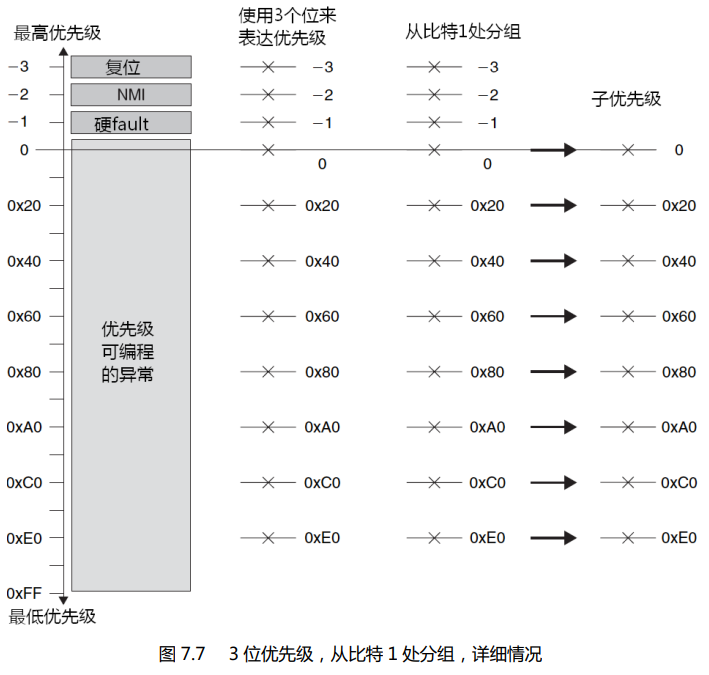 使用3个位来
最高优先级 表达优先级 从比特1处分组
−3 复位 −3 −3
−2 NMI −2 −2
子优先级
−1 硬fault −1 −1
0 0
0 0
0x20 0x20 0x20 0x20
0x40 0x40 0x40 0x40
0x60 0x60 0x60 0x60
优先级
可编程
的异常
0x80 0x80 0x80 0x80
0xA0 0xA0 0xA0 0xA0
0xC0 0xC0 0xC0 0xC0
0xE0 0xE0 0xE0 0xE0
0xFF
最低优先级
图 7.7 3 位优先级，从比特 1 处分组，详细情况